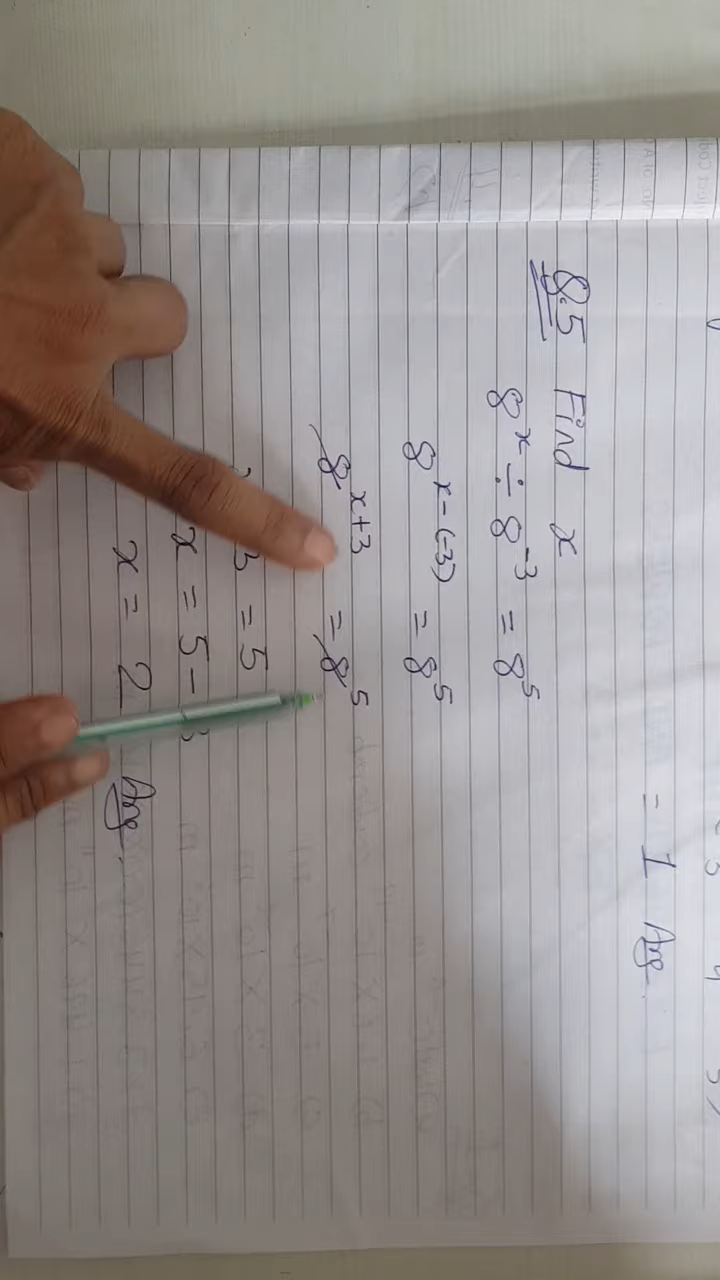 = 1 Ans.
Q.5 Find x
8^x ÷ 8^-3 = 8^5
8^x-(-3) = 8^5
8^x+3 = 8^5
3 = 5
x = 5 - 3
x = 2 Ans.